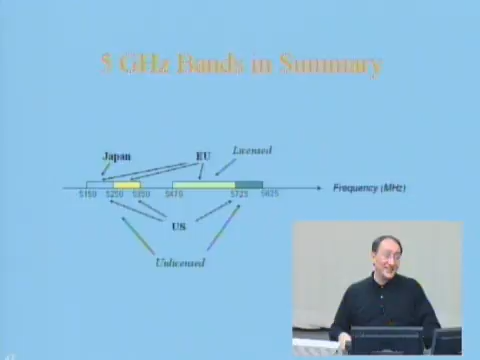 5 GHz Bands in Summary
Japan EU Licensed
5150 5250 5350 5470 5725 5825 Frequency (MHz)
US
Unlicensed